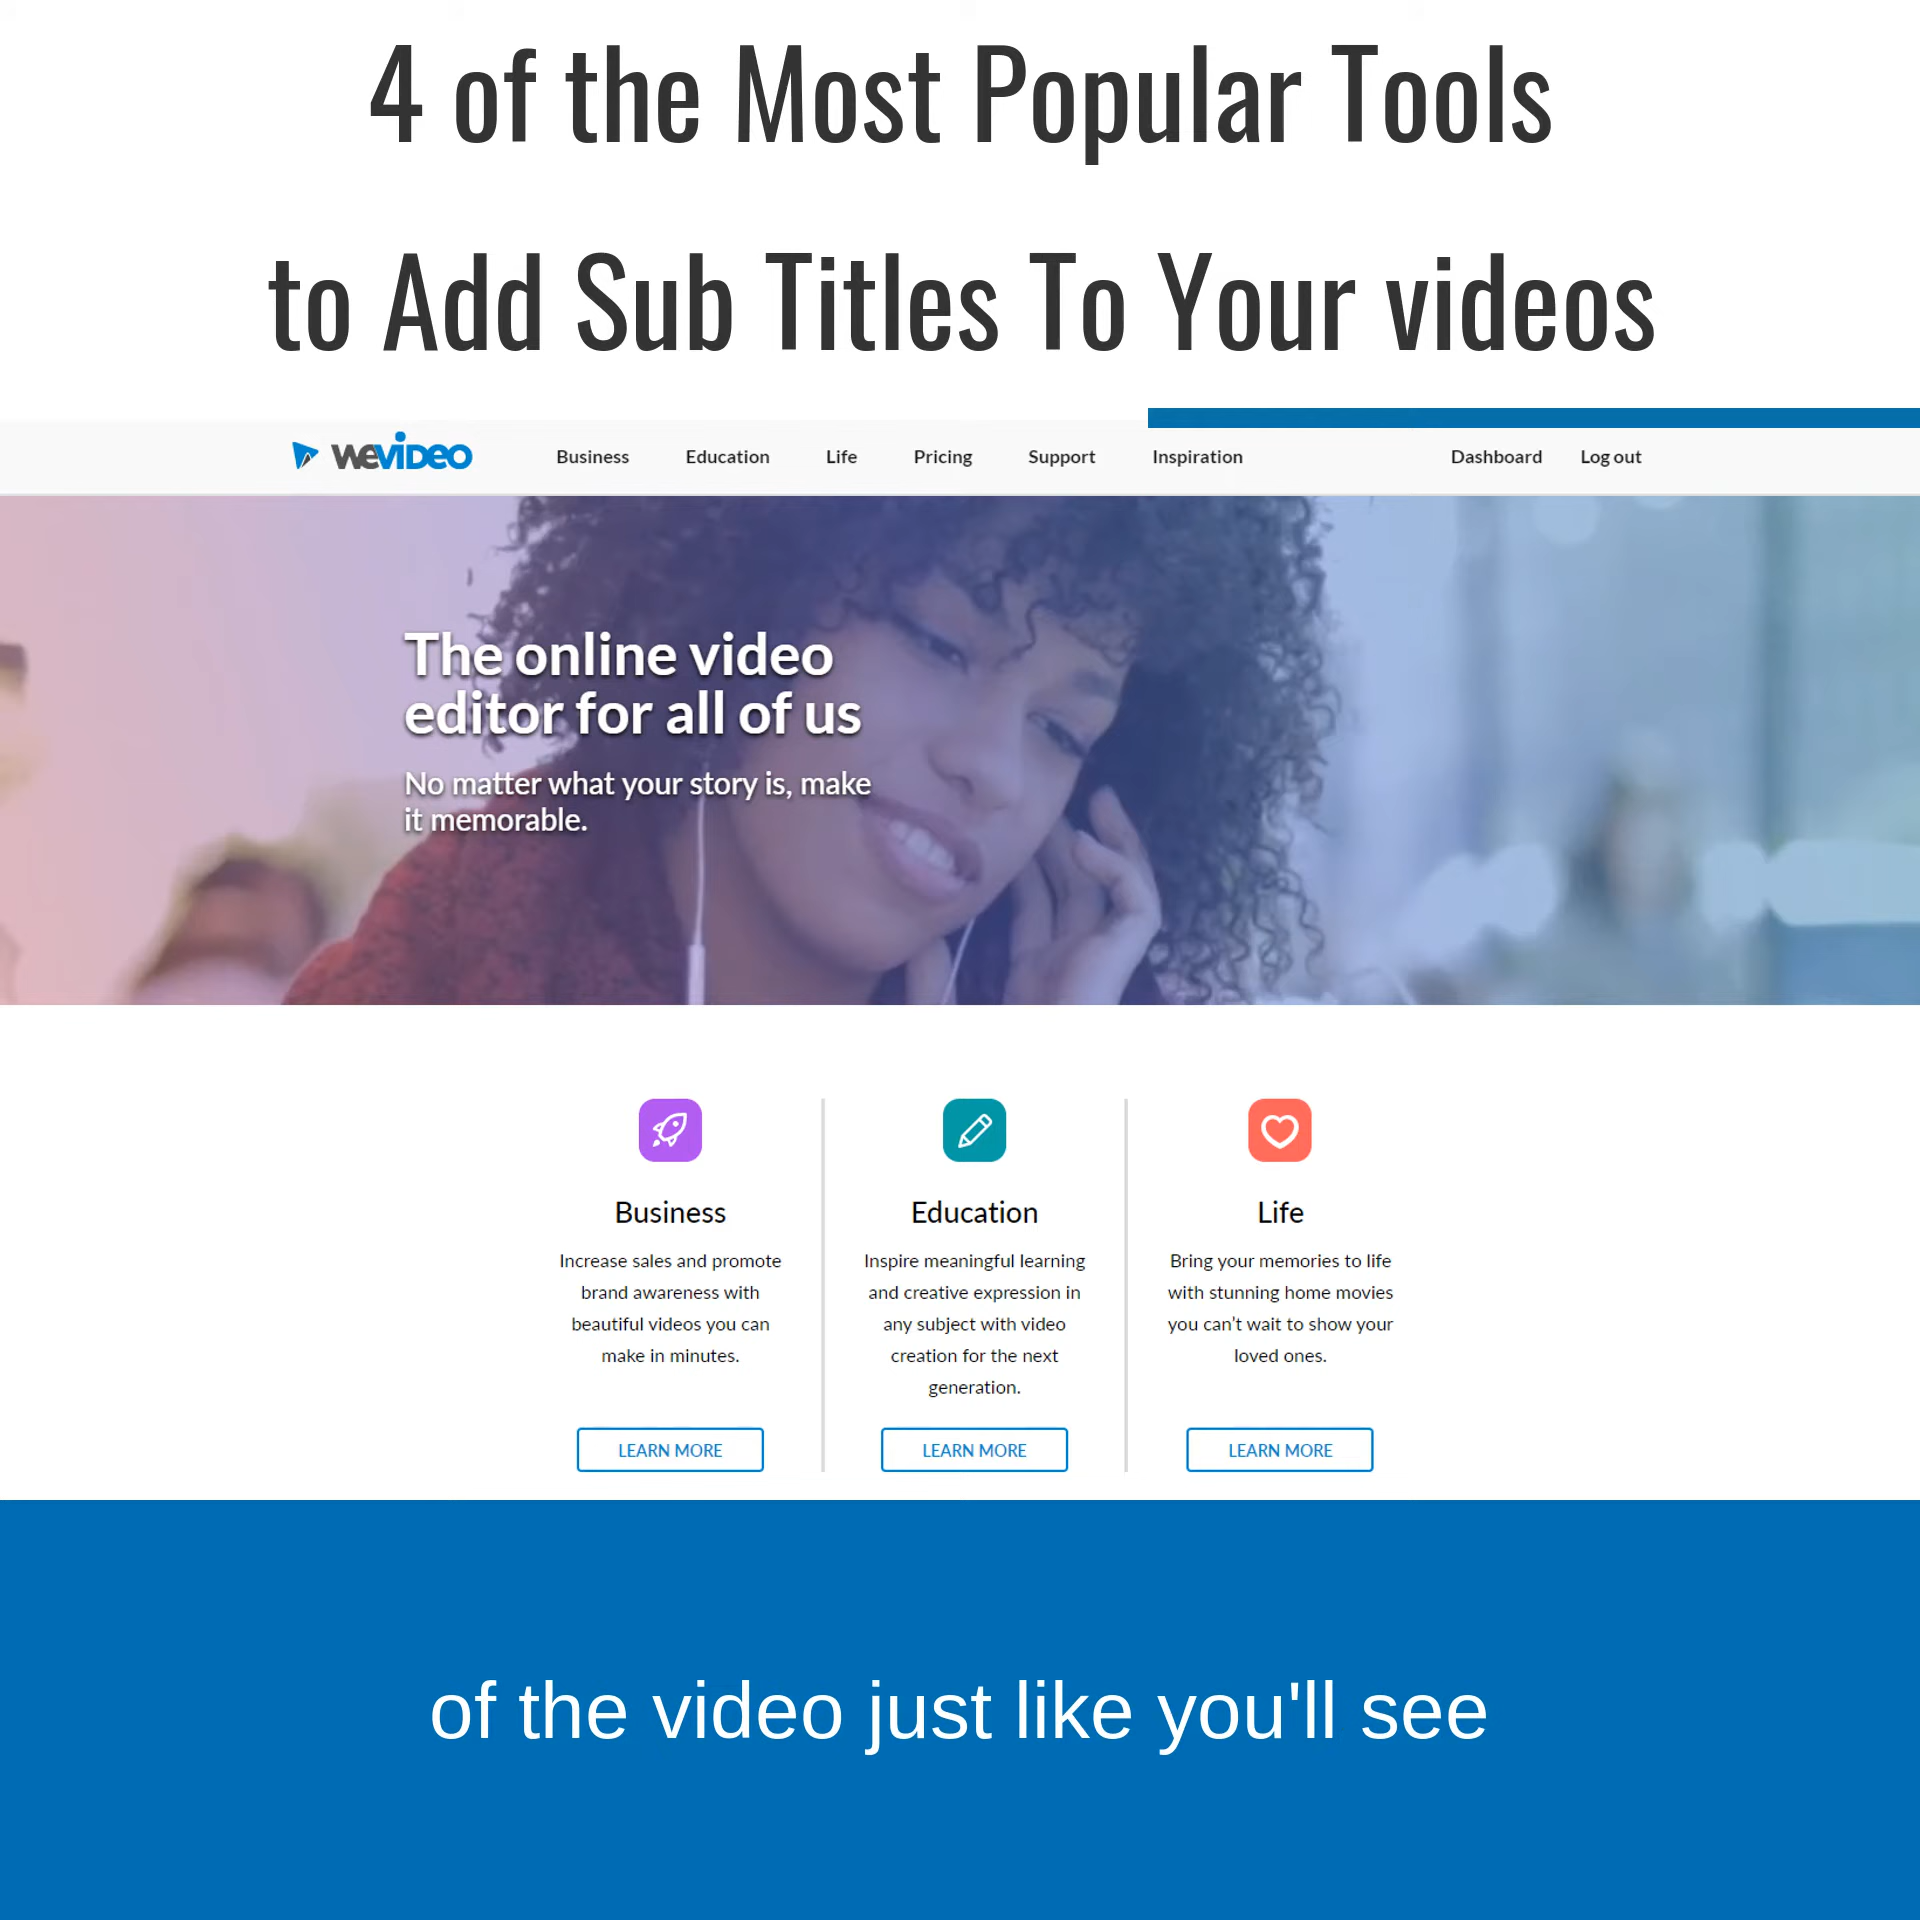 4 of the Most Popular Tools
to Add Sub Titles To Your videos
wevideo Business Education Life Pricing Support Inspiration Dashboard Log out
The online video
editor for all of us
No matter what your story is, make
it memorable.
Business
Increase sales and promote
brand awareness with
beautiful videos you can
make in minutes.
LEARN MORE
Education
Inspire meaningful learning
and creative expression in
any subject with video
creation for the next
generation.
LEARN MORE
Life
Bring your memories to life
with stunning home movies
you can't wait to show your
loved ones.
LEARN MORE
of the video just like you'll see